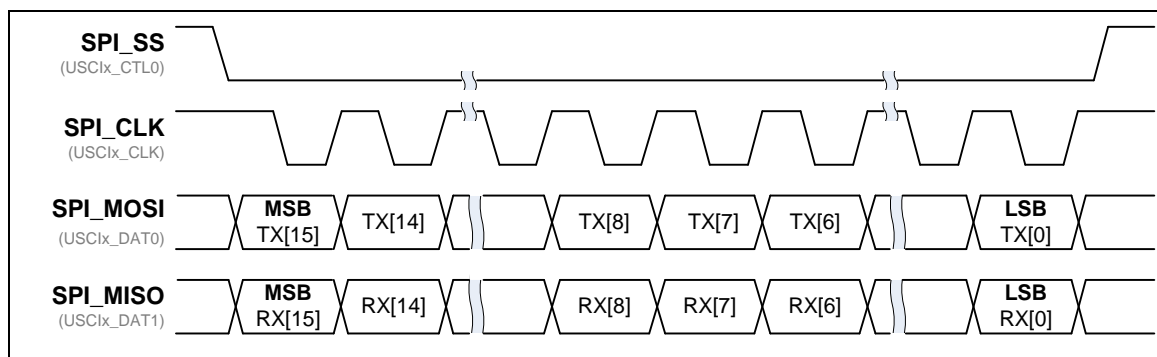 SPI_SS
(USCIx_CTL0)
SPI_CLK
(USCIx_CLK)
SPI_MOSI
(USCIx_DAT0)
MSB
TX[15]
TX[14]
TX[8]
TX[7]
TX[6]
LSB
TX[0]
SPI_MISO
(USCIx_DAT1)
MSB
RX[15]
RX[14]
RX[8]
RX[7]
RX[6]
LSB
RX[0]